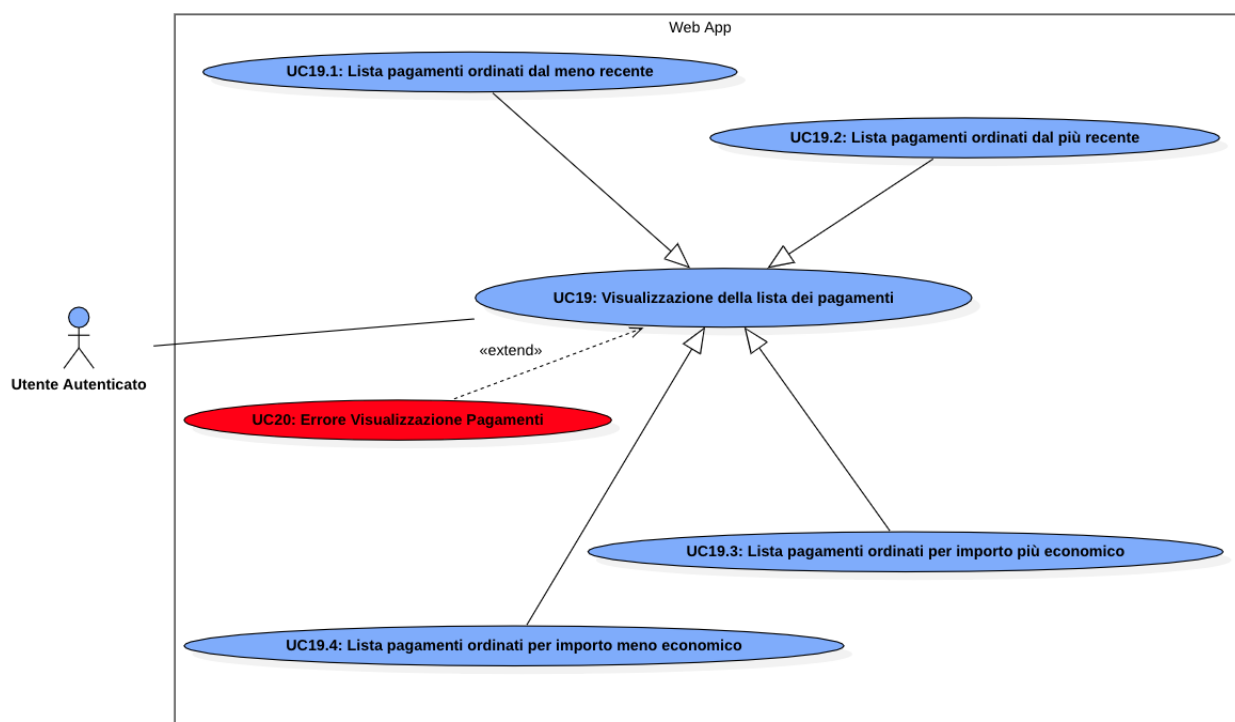 Web App
UC19.1: Lista pagamenti ordinati dal meno recente
UC19.2: Lista pagamenti ordinati dal più recente
UC19: Visualizzazione della lista dei pagamenti
«extend»
Utente Autenticato
UC20: Errore Visualizzazione Pagamenti
UC19.3: Lista pagamenti ordinati per importo più economico
UC19.4: Lista pagamenti ordinati per importo meno economico